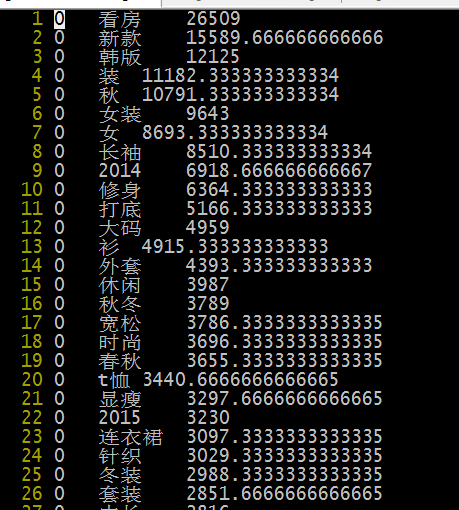 1 0 看房 26509
2 0 新款 15589.666666666666
3 0 韩版 12125
4 0 装 11182.333333333334
5 0 秋 10791.333333333334
6 0 女装 9643
7 0 女 8693.333333333334
8 0 长袖 8510.333333333334
9 0 2014 6918.666666666667
10 0 修身 6364.333333333333
11 0 打底 5166.333333333333
12 0 大码 4959
13 0 衫 4915.333333333333
14 0 外套 4393.333333333333
15 0 休闲 3987
16 0 秋冬 3789
17 0 宽松 3786.3333333333335
18 0 时尚 3696.3333333333335
19 0 春秋 3655.3333333333335
20 0 t恤 3440.6666666666665
21 0 显瘦 3297.6666666666665
22 0 2015 3230
23 0 连衣裙 3097.3333333333335
24 0 针织 3029.3333333333335
25 0 冬装 2988.3333333333335
26 0 套装 2851.6666666666665